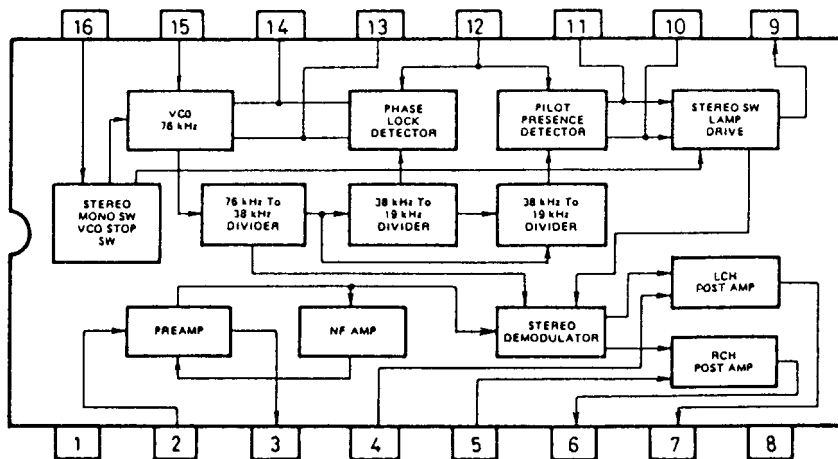 16 15 14 13 12 11 10 9
VCO
76 kHz
PHASE
LOCK
DETECTOR
PILOT
PRESENCE
DETECTOR
STEREO SW
LAMP
DRIVE
STEREO
MONO SW
VCO STOP
SW
76 kHz To
38 kHz
DIVIDER
38 kHz To
19 kHz
DIVIDER
38 kHz To
19 kHz
DIVIDER
LCH
POST AMP
PREAMP
NF AMP
STEREO
DEMODULATOR
RCH
POST AMP
1 2 3 4 5 6 7 8